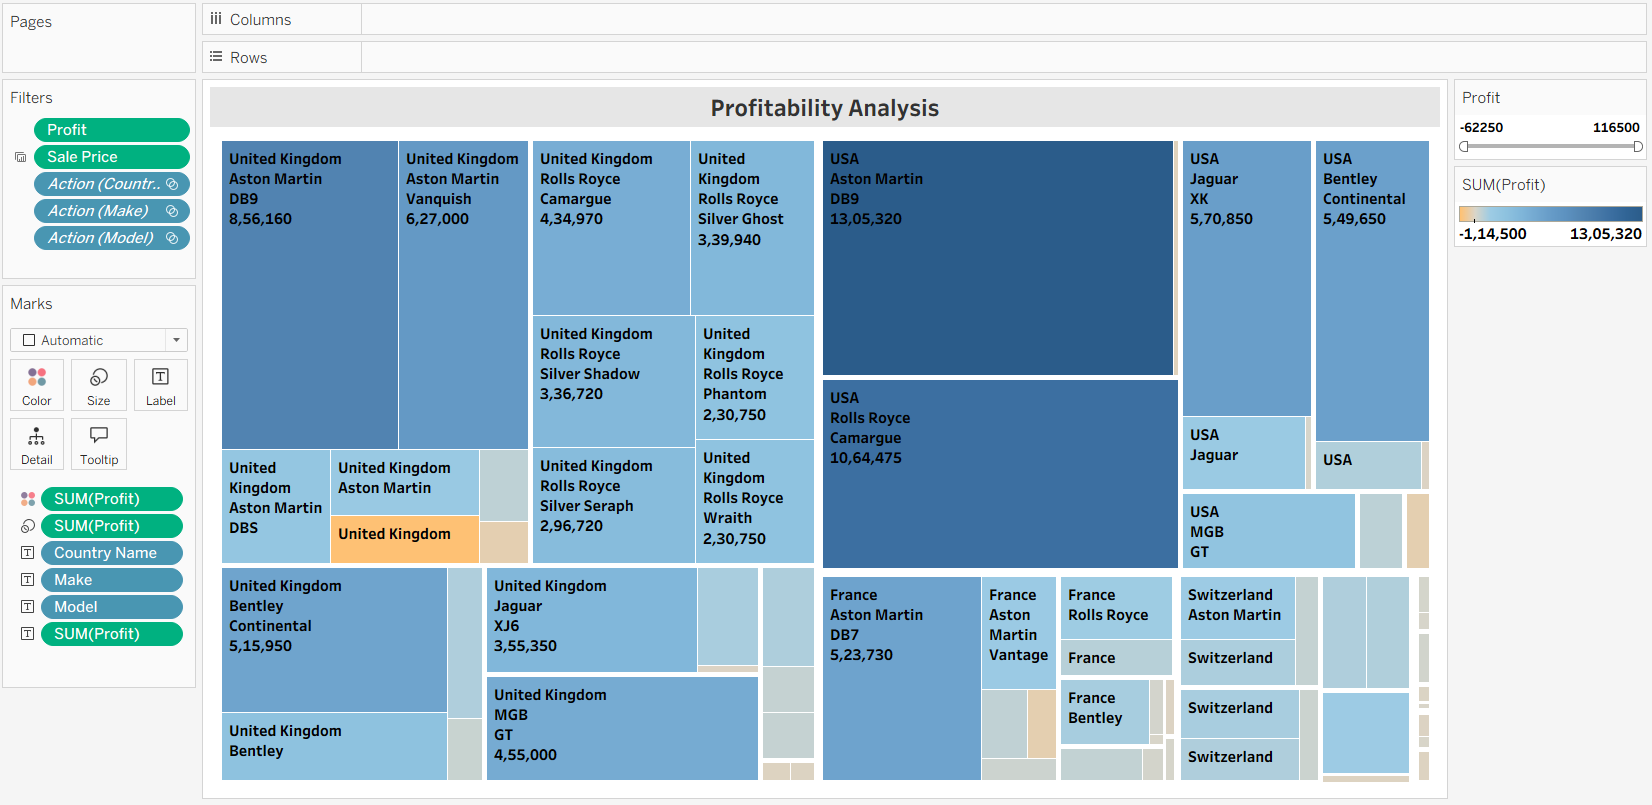 Pages
Columns
Rows
Filters
Profit
Sale Price
Action (Countr..
Action (Make)
Action (Model)
Marks
Automatic
Color
Size
Label
Detail
Tooltip
SUM(Profit)
SUM(Profit)
Country Name
Make
Model
SUM(Profit)
Profitability Analysis
United Kingdom
Aston Martin
DB9
8,56,160
United Kingdom
Aston Martin
Vanquish
6,27,000
United Kingdom
Rolls Royce
Camargue
4,34,970
United
Kingdom
Rolls Royce
Silver Ghost
3,39,940
United Kingdom
Rolls Royce
Silver Shadow
3,36,720
United
Kingdom
Rolls Royce
Phantom
2,30,750
United
Kingdom
Aston Martin
DBS
United Kingdom
Aston Martin
United Kingdom
United Kingdom
Rolls Royce
Silver Seraph
2,96,720
United
Kingdom
Rolls Royce
Wraith
2,30,750
United Kingdom
Bentley
Continental
5,15,950
United Kingdom
Bentley
United Kingdom
Jaguar
XJ6
3,55,350
United Kingdom
MGB
GT
4,55,000
USA
Aston Martin
DB9
13,05,320
USA
Rolls Royce
Camargue
10,64,475
USA
Jaguar
XK
5,70,850
USA
Bentley
Continental
5,49,650
USA
Jaguar
USA
USA
MGB
GT
France
Aston Martin
DB7
5,23,730
France
Aston
Martin
Vantage
France
Rolls Royce
France
France
Bentley
Switzerland
Aston Martin
Switzerland
Switzerland
Switzerland
Profit
-62250 116500
SUM(Profit)
-1,14,500 13,05,320